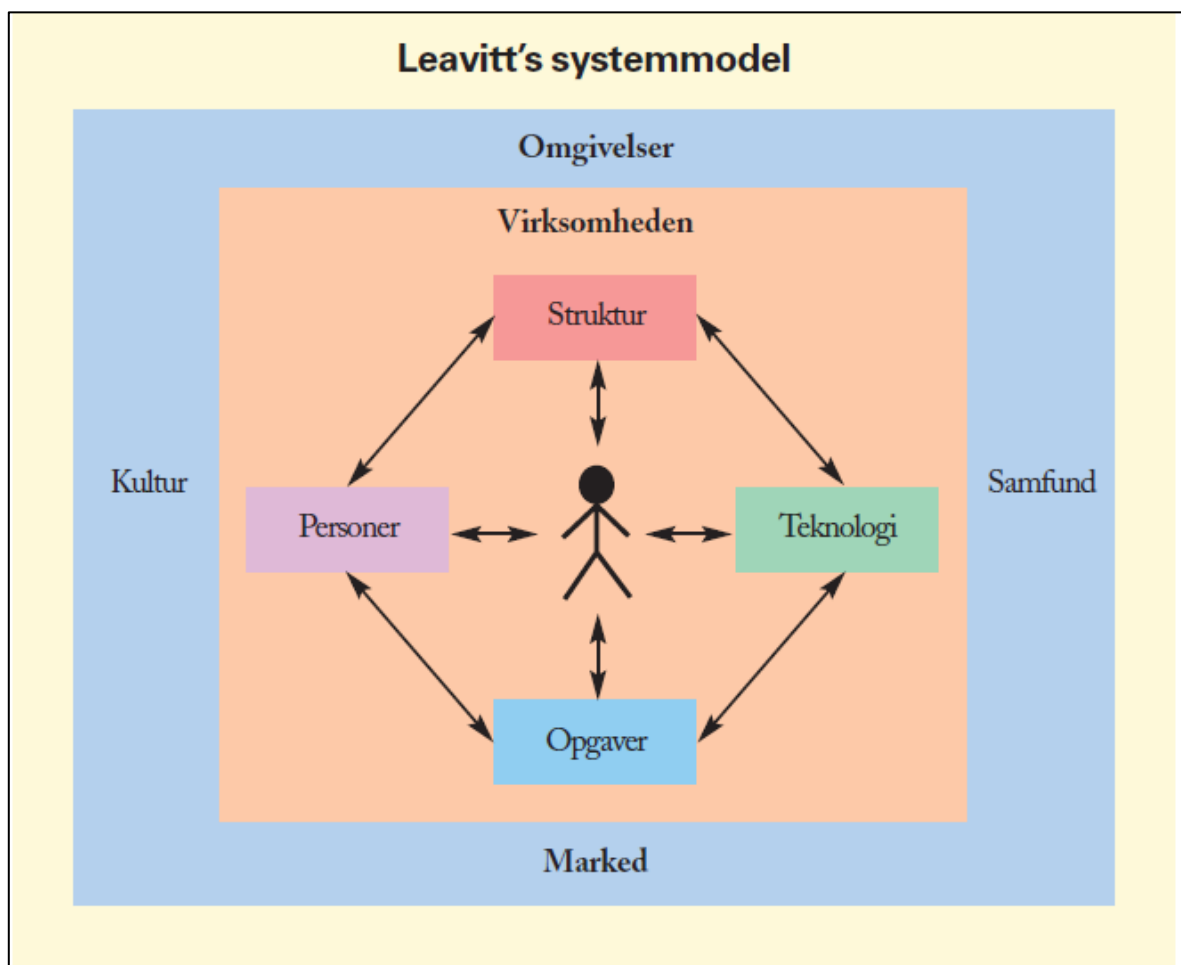 Leavitt’s systemmodel
Omgivelser
Virksomheden
Struktur
Kultur
Samfund
Personer
Teknologi
Opgaver
Marked